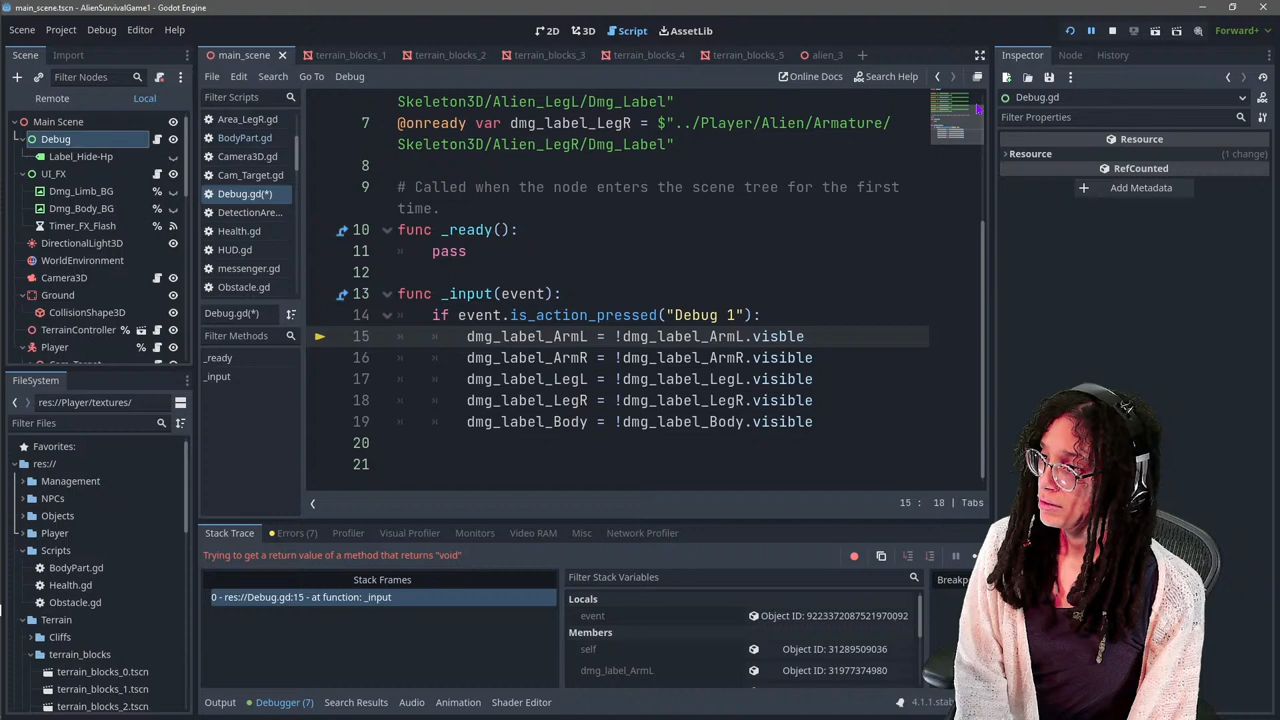 main_scene.tscn - AlienSurvivalGame1 - Godot Engine
Scene Project Debug Editor Help
2D 3D Script AssetLib
Forward+
Scene Import
main_scene terrain_blocks_1 terrain_blocks_2 terrain_blocks_3 terrain_blocks_4 terrain_blocks_5 alien_3
Inspector Node History
Filter Nodes
File Edit Search Go To Debug
Online Docs Search Help
Remote Local
Filter Scripts
Debug.gd
Filter Properties
Main Scene
Debug
Label_Hide-Hp
UI_FX
Dmg_Limb_BG
Dmg_Body_BG
Timer_FX_Flash
DirectionalLight3D
WorldEnvironment
Camera3D
Ground
CollisionShape3D
TerrainController
Player
Area_LegR.gd
BodyPart.gd
Camera3D.gd
Cam_Target.gd
Debug.gd(*)
DetectionAre...
Health.gd
HUD.gd
messenger.gd
Obstacle.gd
Debug.gd(*)
Filter Methods
_ready
_input
Skeleton3D/Alien_LegL/Dmg_Label"
7 @onready var dmg_label_LegR = $"../Player/Alien/Armature/
Skeleton3D/Alien_LegR/Dmg_Label"
8
9 # Called when the node enters the scene tree for the first
time.
10 func _ready():
11 pass
12
13 func _input(event):
14 if event.is_action_pressed("Debug 1"):
15 dmg_label_ArmL = !dmg_label_ArmL.visble
16 dmg_label_ArmR = !dmg_label_ArmR.visible
17 dmg_label_LegL = !dmg_label_LegL.visible
18 dmg_label_LegR = !dmg_label_LegR.visible
19 dmg_label_Body = !dmg_label_Body.visible
20
21
15 : 18 | Tabs
Resource
Resource (1 change)
RefCounted
Add Metadata
FileSystem
res://Player/textures/
Filter Files
Favorites:
res://
Management
NPCs
Objects
Player
Scripts
BodyPart.gd
Health.gd
Obstacle.gd
Terrain
Cliffs
terrain_blocks
terrain_blocks_0.tscn
terrain_blocks_1.tscn
terrain_blocks_2.tscn
Stack Trace Errors (7) Profiler Visual Profiler Monitors Video RAM Misc Network Profiler
Trying to get a return value of a method that returns "void"
Stack Frames
0 - res://Debug.gd:15 - at function: _input
Filter Stack Variables
Locals
event Object ID: 9223372087521970092
Members
self Object ID: 31289509036
dmg_label_ArmL Object ID: 31977374980
Output Debugger (7) Search Results Audio Animation Shader Editor